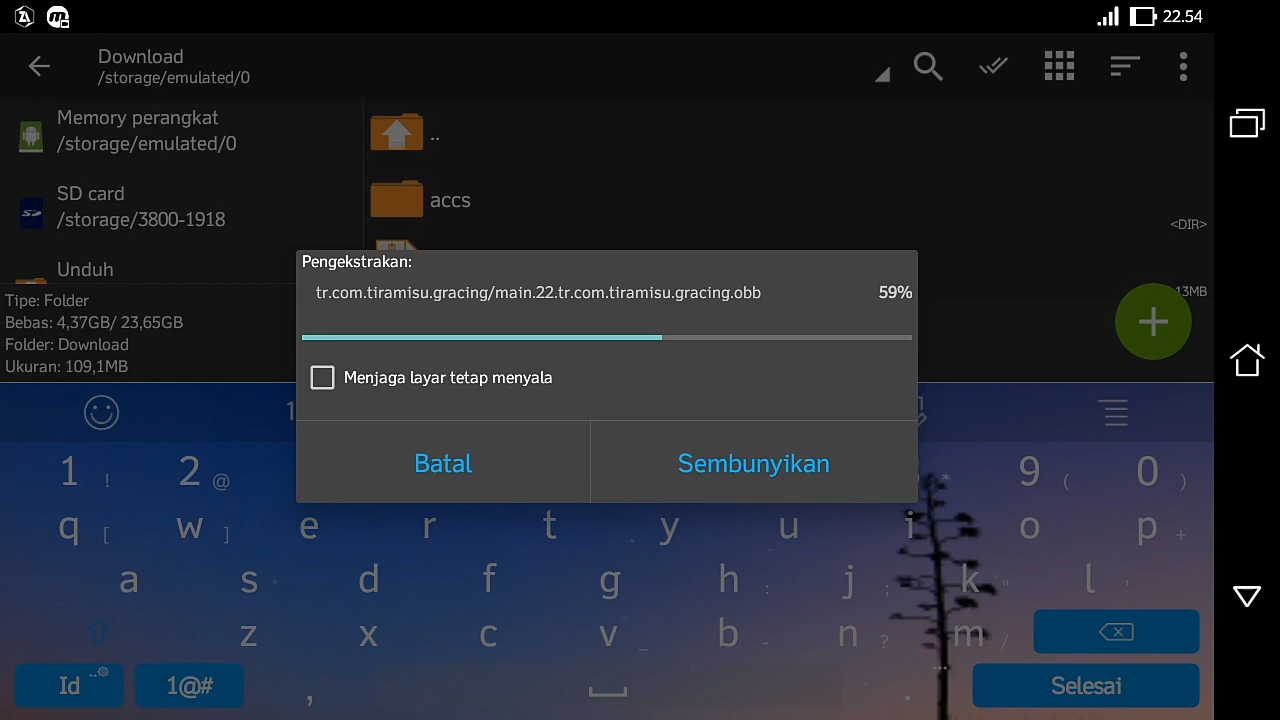 22.54
Download
/storage/emulated/0
Memory perangkat
/storage/emulated/0
SD card
/storage/3800-1918
Unduh
..
accs
<DIR>
13MB
Tipe: Folder
Bebas: 4,37GB/ 23,65GB
Folder: Download
Ukuran: 109,1MB
Pengekstrakan:
tr.com.tiramisu.gracing/main.22.tr.com.tiramisu.gracing.obb 59%
Menjaga layar tetap menyala
Batal Sembunyikan
1 ! 2 @ * 9 ( 0 )
q [ w ] e r t y u i o p +
a s d f g h : j ; k " l '
z x c v _ b - n ? m /
Id 1@# , . Selesai